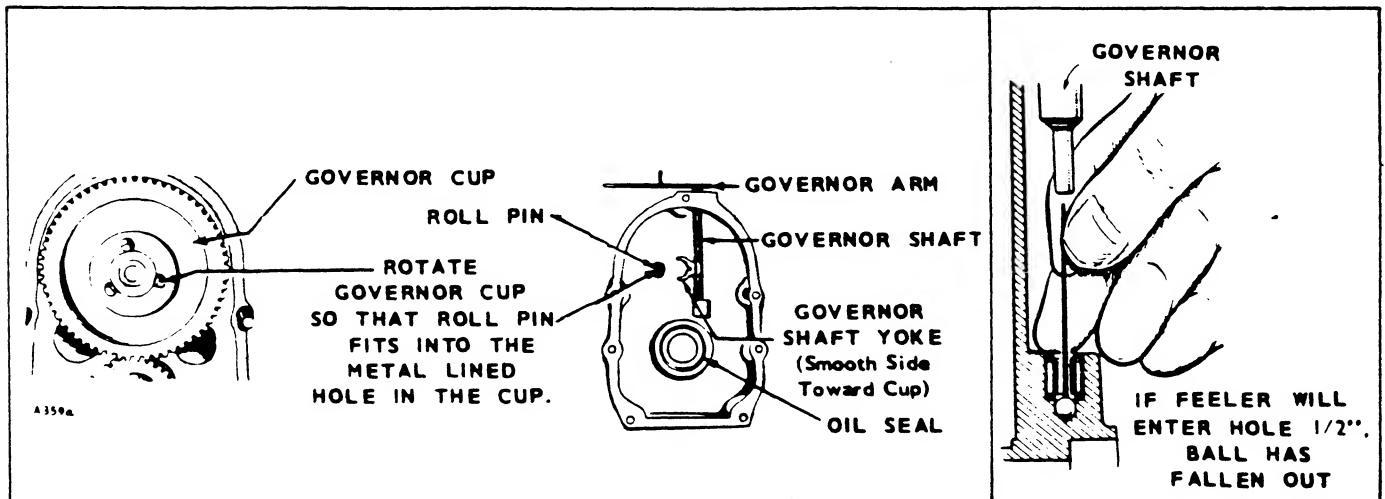 GOVERNOR CUP
ROLL PIN
ROTATE
GOVERNOR CUP
SO THAT ROLL PIN
FITS INTO THE
METAL LINED
HOLE IN THE CUP.
A359a
GOVERNOR ARM
GOVERNOR SHAFT
GOVERNOR
SHAFT YOKE
(Smooth Side
Toward Cup)
OIL SEAL
GOVERNOR
SHAFT
IF FEELER WILL
ENTER HOLE 1/2",
BALL HAS
FALLEN OUT